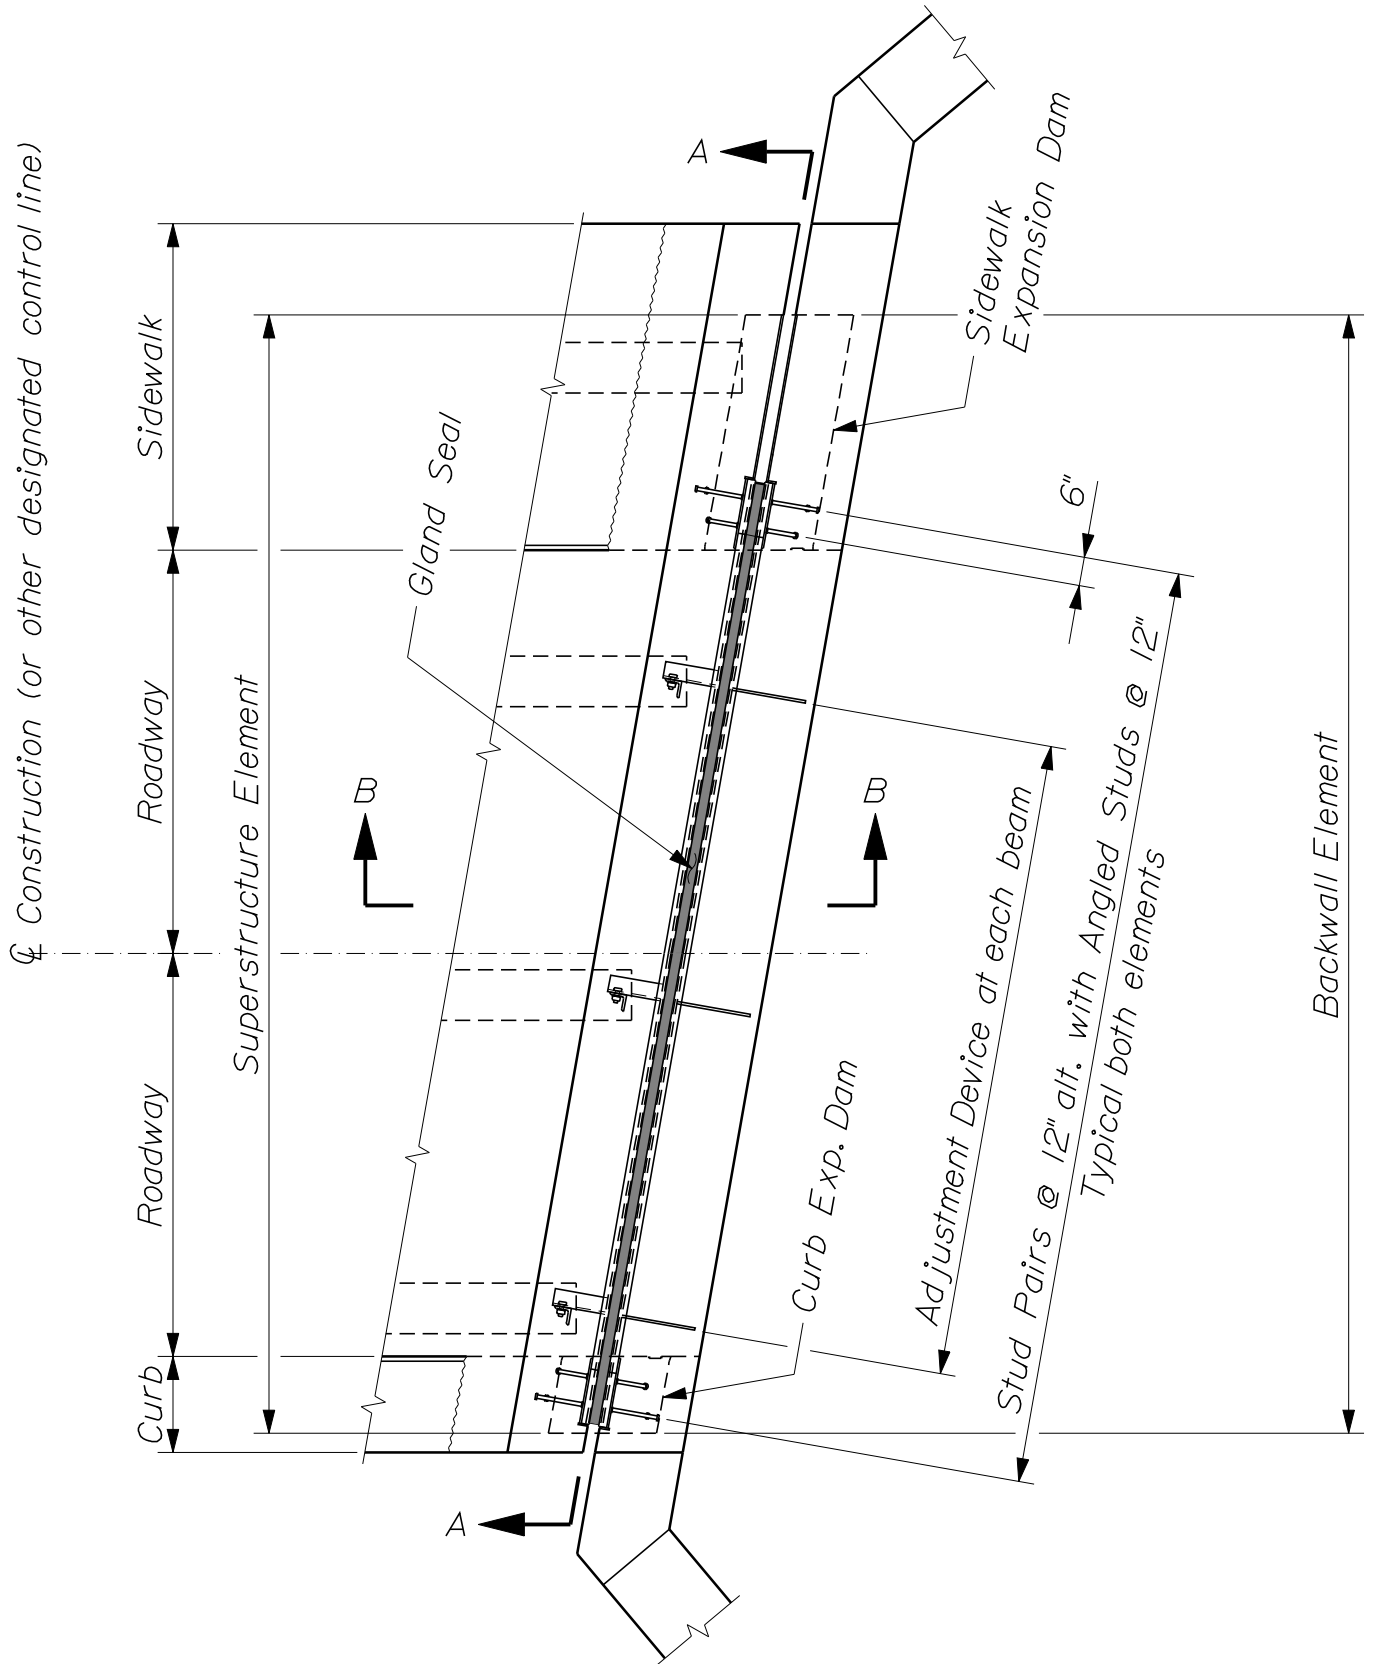 ℄ Construction (or other designated control line)
Sidewalk
Roadway
Roadway
Curb
Superstructure Element
Gland Seal
A
A
B
B
Sidewalk
Expansion Dam
6"
Curb Exp. Dam
Adjustment Device at each beam
Stud Pairs @ 12" alt. with Angled Studs @ 12"
Typical both elements
Backwall Element